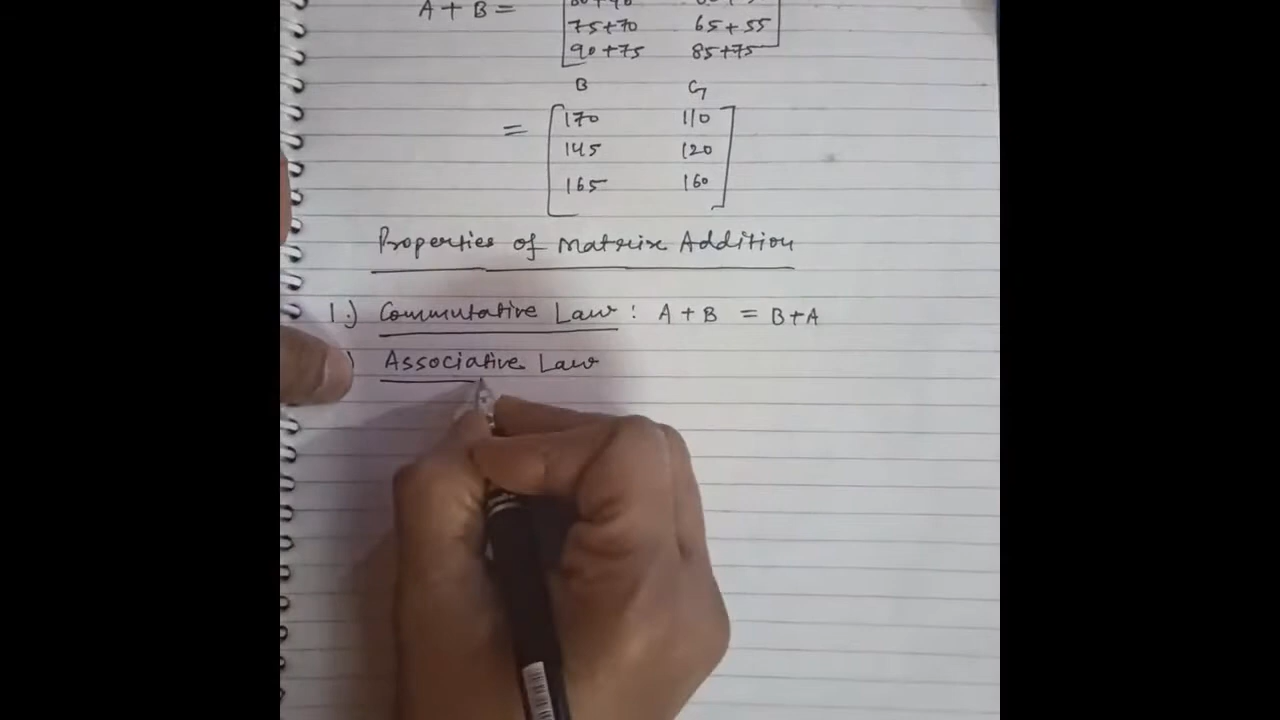 A + B =
75+70 65+55
90+75 85+75
B G
= 170 110
145 120
165 160
Properties of Matrix Addition
1.) Commutative Law : A + B = B+A
) Associative Law